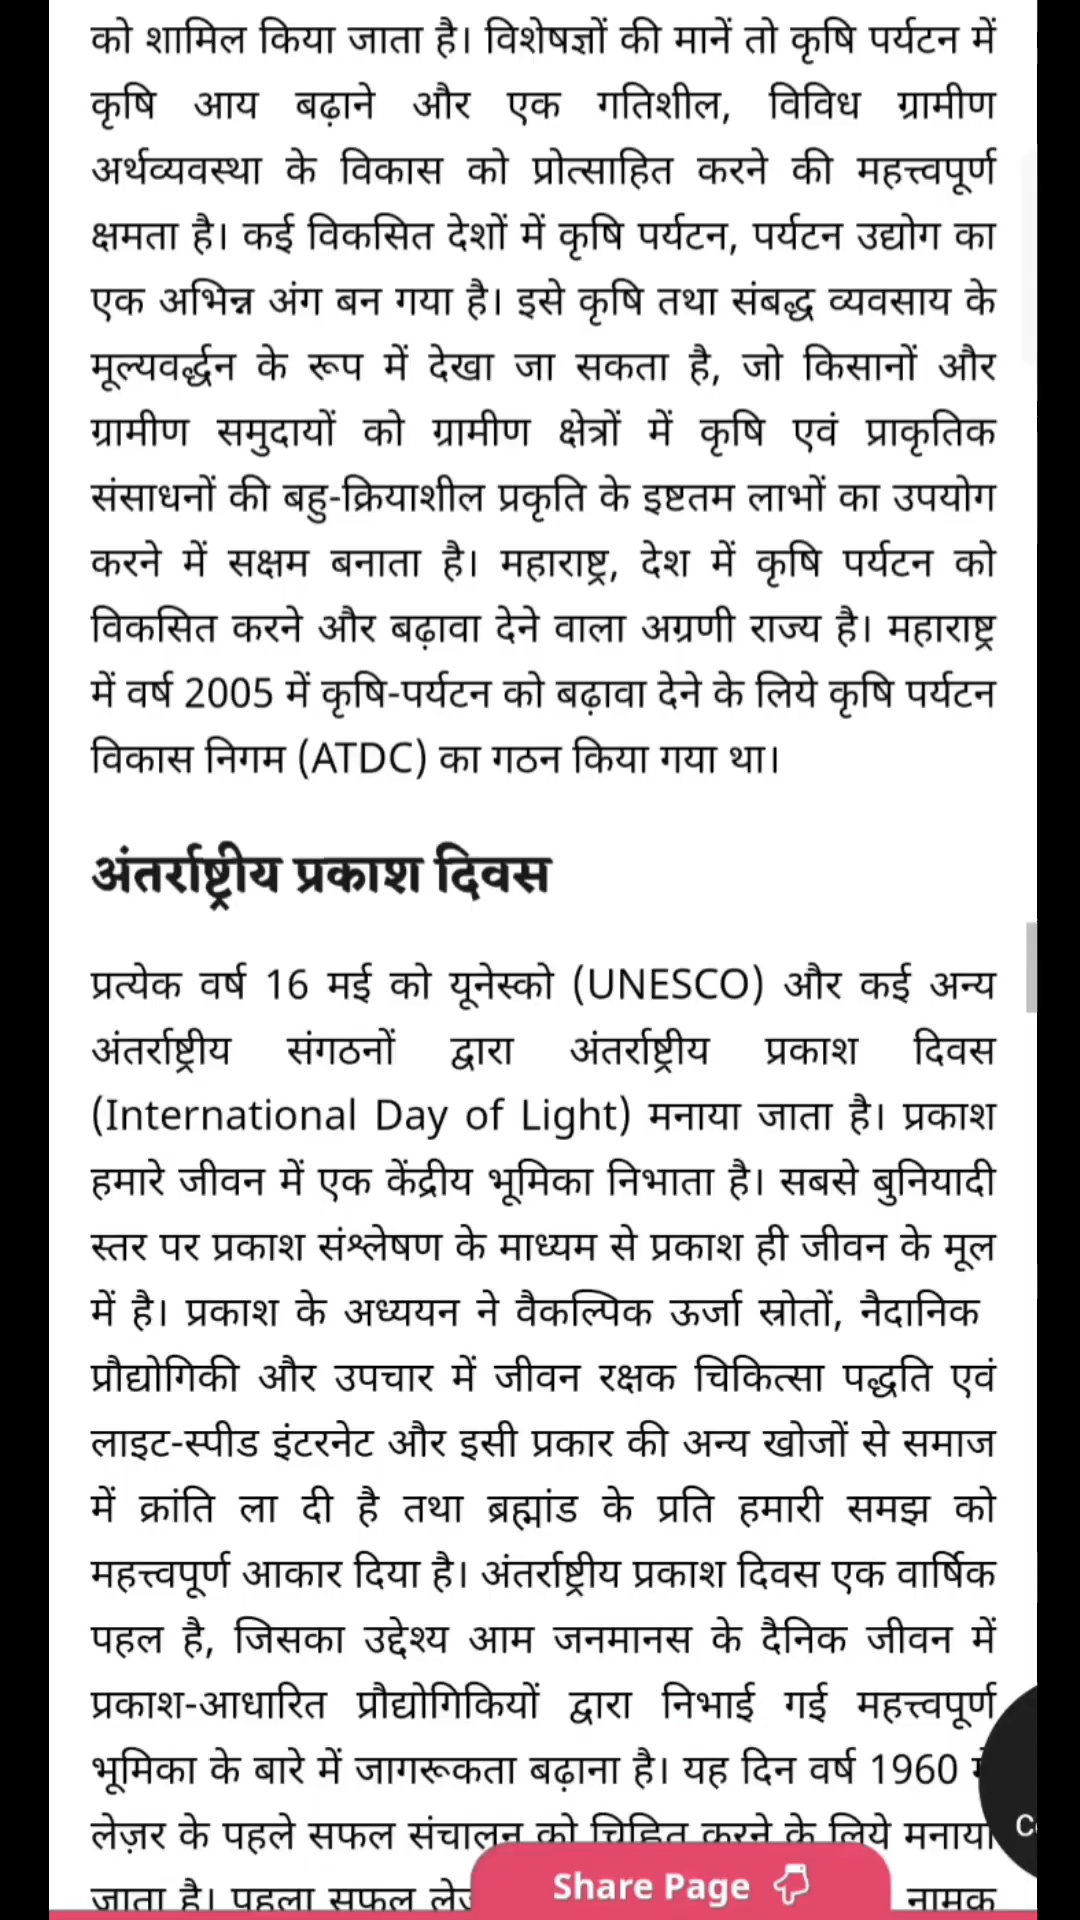 को शामिल किया जाता है। विशेषज्ञों की मानें तो कृषि पर्यटन में
कृषि आय बढ़ाने और एक गतिशील, विविध ग्रामीण
अर्थव्यवस्था के विकास को प्रोत्साहित करने की महत्त्वपूर्ण
क्षमता है। कई विकसित देशों में कृषि पर्यटन, पर्यटन उद्योग का
एक अभिन्न अंग बन गया है। इसे कृषि तथा संबद्ध व्यवसाय के
मूल्यवर्द्धन के रूप में देखा जा सकता है, जो किसानों और
ग्रामीण समुदायों को ग्रामीण क्षेत्रों में कृषि एवं प्राकृतिक
संसाधनों की बहु-क्रियाशील प्रकृति के इष्टतम लाभों का उपयोग
करने में सक्षम बनाता है। महाराष्ट्र, देश में कृषि पर्यटन को
विकसित करने और बढ़ावा देने वाला अग्रणी राज्य है। महाराष्ट्र
में वर्ष 2005 में कृषि-पर्यटन को बढ़ावा देने के लिये कृषि पर्यटन
विकास निगम (ATDC) का गठन किया गया था।
अंतर्राष्ट्रीय प्रकाश दिवस
प्रत्येक वर्ष 16 मई को यूनेस्को (UNESCO) और कई अन्य
अंतर्राष्ट्रीय संगठनों द्वारा अंतर्राष्ट्रीय प्रकाश दिवस
(International Day of Light) मनाया जाता है। प्रकाश
हमारे जीवन में एक केंद्रीय भूमिका निभाता है। सबसे बुनियादी
स्तर पर प्रकाश संश्लेषण के माध्यम से प्रकाश ही जीवन के मूल
में है। प्रकाश के अध्ययन ने वैकल्पिक ऊर्जा स्रोतों, नैदानिक
प्रौद्योगिकी और उपचार में जीवन रक्षक चिकित्सा पद्धति एवं
लाइट-स्पीड इंटरनेट और इसी प्रकार की अन्य खोजों से समाज
में क्रांति ला दी है तथा ब्रह्मांड के प्रति हमारी समझ को
महत्त्वपूर्ण आकार दिया है। अंतर्राष्ट्रीय प्रकाश दिवस एक वार्षिक
पहल है, जिसका उद्देश्य आम जनमानस के दैनिक जीवन में
प्रकाश-आधारित प्रौद्योगिकियों द्वारा निभाई गई महत्त्वपूर्ण
भूमिका के बारे में जागरूकता बढ़ाना है। यह दिन वर्ष 1960
लेज़र के पहले सफल संचालन को चिह्नित करने के लिये मनाया
जाता है। पहला सफल नामक
Share Page